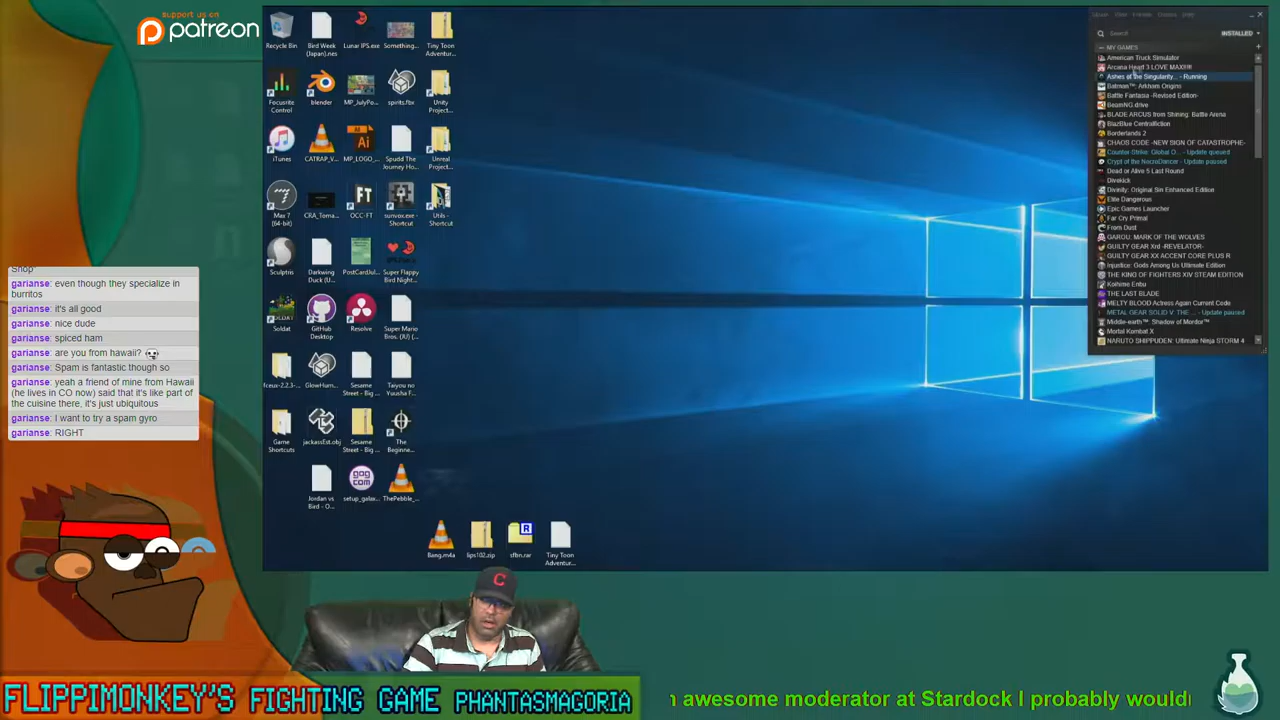 support us on
patreon
Recycle Bin
Bird Week (Japan).nes
Lunar IPS.exe
Something...
Tiny Toon Adventur...
Focusrite Control
blender
MP_JulyPo...
spirits.fbx
Unity Project...
iTunes
CATRAP_V...
MP_LOGO_...
Spudd The Journey Ho...
Unreal Project...
Max 7 (64-bit)
CRA_Toma...
OCC-FT
sunvox.exe - Shortcut
Utils - Shortcut
Sculptris
Darkwing Duck (U...
PostCardJul...
Super Flappy Bird Night...
Soldat
GitHub Desktop
Resolve
Super Mario Bros. (XJ) (...
fceux-2.2.3-...
GlowHum...
Sesame Street - Big ...
Taiyou no Yuusha F...
Game Shortcuts
jackassEst.obj
Sesame Street - Big ...
The Beginne...
Jordan vs Bird - O...
setup_galax...
ThePebble_...
Bang.m4a
lips102.zip
sfbn.rar
Tiny Toon Adventur...
Search
INSTALLED
MY GAMES
American Truck Simulator
Arcana Heart 3 LOVE MAX!!!!!
Ashes of the Singularity... - Running
Batman™: Arkham Origins
Battle Fantasia -Revised Edition-
BeamNG.drive
BLADE ARCUS from Shining: Battle Arena
BlazBlue Centralfiction
Borderlands 2
CHAOS CODE -NEW SIGN OF CATASTROPHE-
Counter-Strike: Global O... - Update queued
Crypt of the NecroDancer - Update paused
Dead or Alive 5 Last Round
Divekick
Divinity: Original Sin Enhanced Edition
Elite Dangerous
Epic Games Launcher
Far Cry Primal
From Dust
GAROU: MARK OF THE WOLVES
GUILTY GEAR Xrd -REVELATOR-
GUILTY GEAR XX ACCENT CORE PLUS R
Injustice: Gods Among Us Ultimate Edition
THE KING OF FIGHTERS XIV STEAM EDITION
Koihime Enbu
THE LAST BLADE
MELTY BLOOD Actress Again Current Code
METAL GEAR SOLID V: THE ... - Update paused
Middle-earth™: Shadow of Mordor™
Mortal Kombat X
NARUTO SHIPPUDEN: Ultimate Ninja STORM 4
Shop"
garianse: even though they specialize in
burritos
garianse: it's all good
garianse: nice dude
garianse: spiced ham
garianse: are you from hawaii?
garianse: Spam is fantastic though so
garianse: yeah a friend of mine from Hawaii
(he lives in CO now) said that it's like part of
the cuisine there, it's just ubiquitous
garianse: I want to try a spam gyro
garianse: RIGHT
C
FLIPPIMONKEY'S FIGHTING GAME PHANTASMAGORIA
n awesome moderator at Stardock I probably would